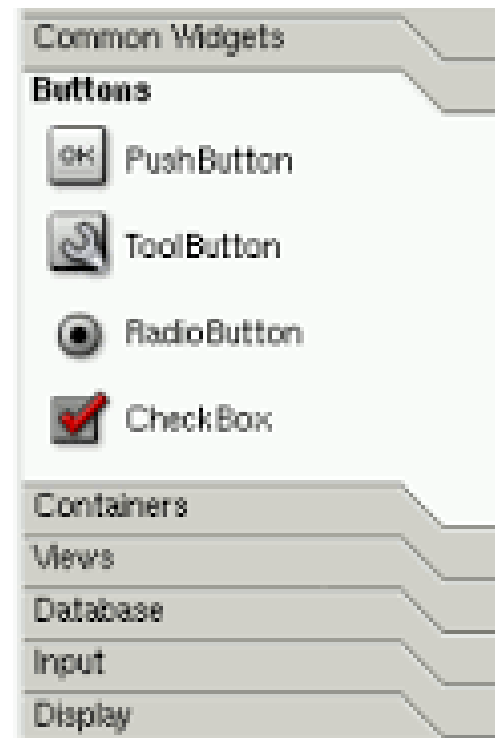 Common Widgets
Buttons
OK PushButton
ToolButton
RadioButton
CheckBox
Containers
Views
Database
Input
Display